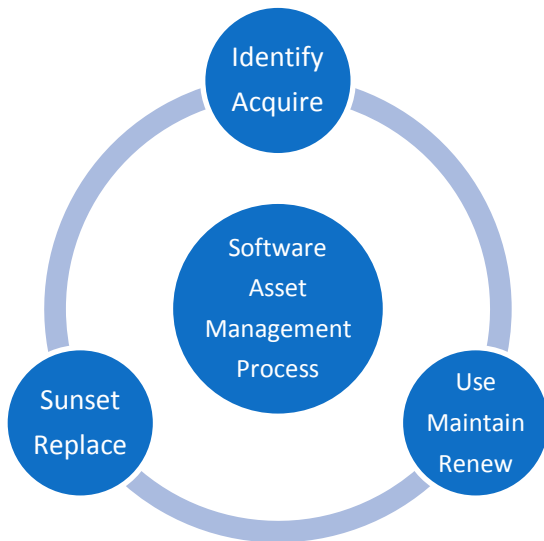 Identify
Acquire
Software
Asset
Management
Process
Use
Maintain
Renew
Sunset
Replace